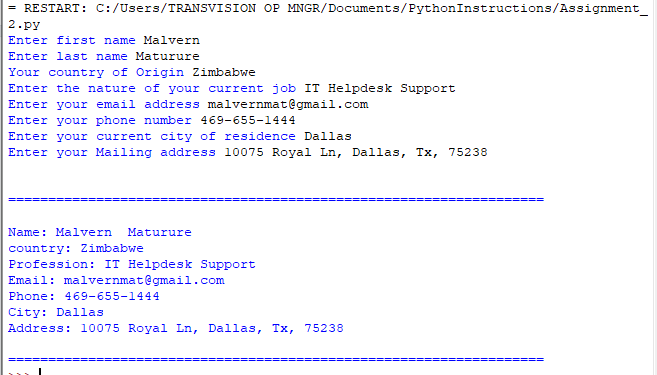 = RESTART: C:/Users/TRANSVISION OP MNGR/Documents/PythonInstructions/Assignment_
2.py
Enter first name Malvern
Enter last name Maturure
Your country of Origin Zimbabwe
Enter the nature of your current job IT Helpdesk Support
Enter your email address malvernmat@gmail.com
Enter your phone number 469-655-1444
Enter your current city of residence Dallas
Enter your Mailing address 10075 Royal Ln, Dallas, Tx, 75238
===================================================================
Name: Malvern  Maturure
country: Zimbabwe
Profession: IT Helpdesk Support
Email: malvernmat@gmail.com
Phone: 469-655-1444
City: Dallas
Address: 10075 Royal Ln, Dallas, Tx, 75238
===================================================================
>>>